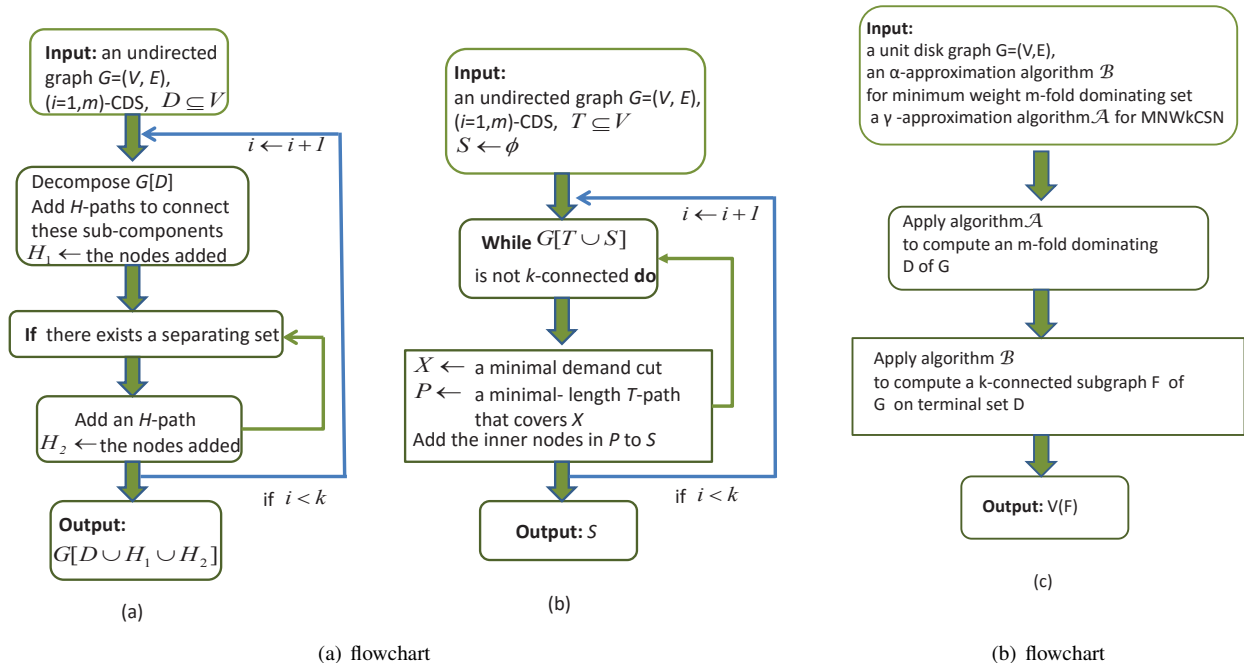 Input: an undirected
graph G=(V, E),
(i=1,m)-CDS, D ⊆ V
i ← i + 1
Decompose G[D]
Add H-paths to connect
these sub-components
H₁ ← the nodes added
If there exists a separating set
Add an H-path
H₂ ← the nodes added
if i < k
Output:
G[D ∪ H₁ ∪ H₂]
(a)
Input:
an undirected graph G=(V, E),
(i=1,m)-CDS, T ⊆ V
S ← ϕ
i ← i + 1
While G[T ∪ S]
is not k-connected do
X ← a minimal demand cut
P ← a minimal- length T-path
that covers X
Add the inner nodes in P to S
if i < k
Output: S
(b)
Input:
a unit disk graph G=(V,E),
an α-approximation algorithm ℬ
for minimum weight m-fold dominating set
a γ -approximation algorithm 𝒜 for MNWkCSN
Apply algorithm 𝒜
to compute an m-fold dominating
D of G
Apply algorithm ℬ
to compute a k-connected subgraph F of
G on terminal set D
Output: V(F)
(c)
(a) flowchart
(b) flowchart